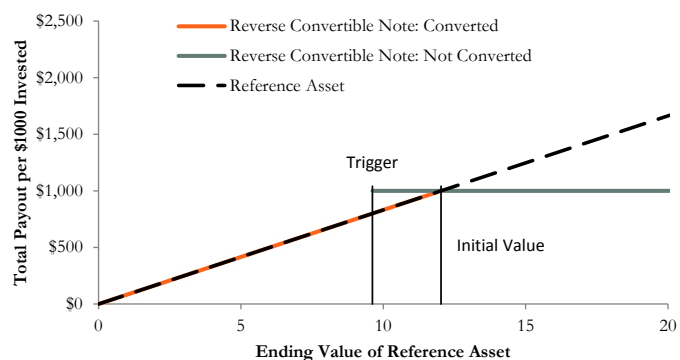 $2,500
$2,000
$1,500
$1,000
$500
$0
Total Payout per $1000 Invested
Reverse Convertible Note: Converted
Reverse Convertible Note: Not Converted
Reference Asset
Trigger
Initial Value
0 5 10 15 20
Ending Value of Reference Asset